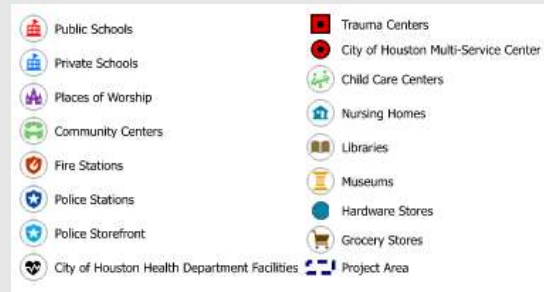 Public Schools
Private Schools
Places of Worship
Community Centers
Fire Stations
Police Stations
Police Storefront
City of Houston Health Department Facilities
Trauma Centers
City of Houston Multi-Service Center
Child Care Centers
Nursing Homes
Libraries
Museums
Hardware Stores
Grocery Stores
Project Area